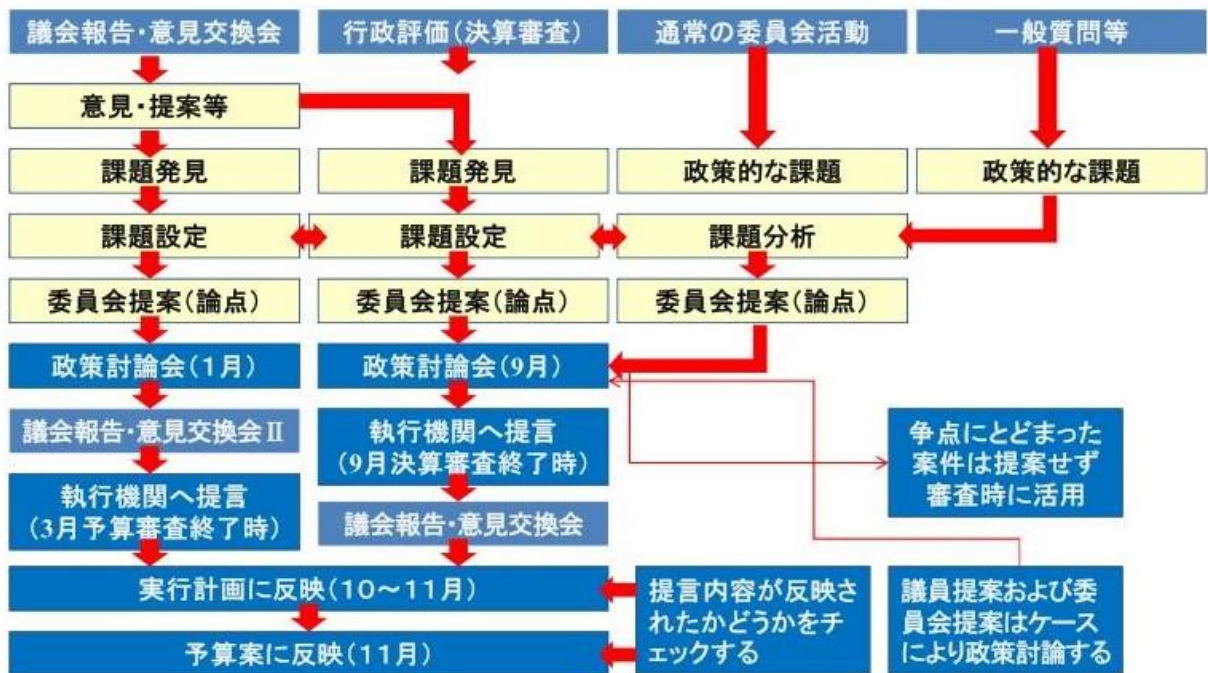 議会報告・意見交換会
行政評価(決算審査)
通常の委員会活動
一般質問等
意見・提案等
課題発見
課題発見
政策的な課題
政策的な課題
課題設定
課題設定
課題分析
委員会提案(論点)
委員会提案(論点)
委員会提案(論点)
政策討論会(1月)
政策討論会(9月)
議会報告・意見交換会Ⅱ
執行機関へ提言
(9月決算審査終了時)
争点にとどまった
案件は提案せず
審査時に活用
執行機関へ提言
(3月予算審査終了時)
議会報告・意見交換会
実行計画に反映(10～11月)
提言内容が反映さ
れたかどうかをチ
ェックする
議員提案および委
員会提案はケース
により政策討論する
予算案に反映(11月)